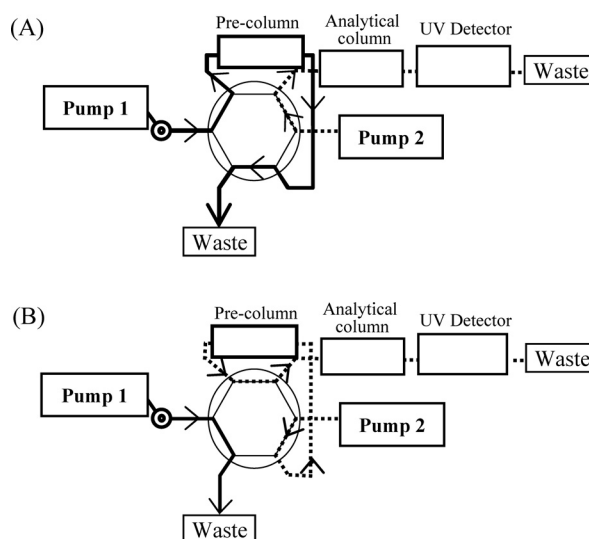 (A)
Pre-column
Analytical
column
UV Detector
Waste
Pump 1
Pump 2
Waste
(B)
Pre-column
Analytical
column
UV Detector
Waste
Pump 1
Pump 2
Waste